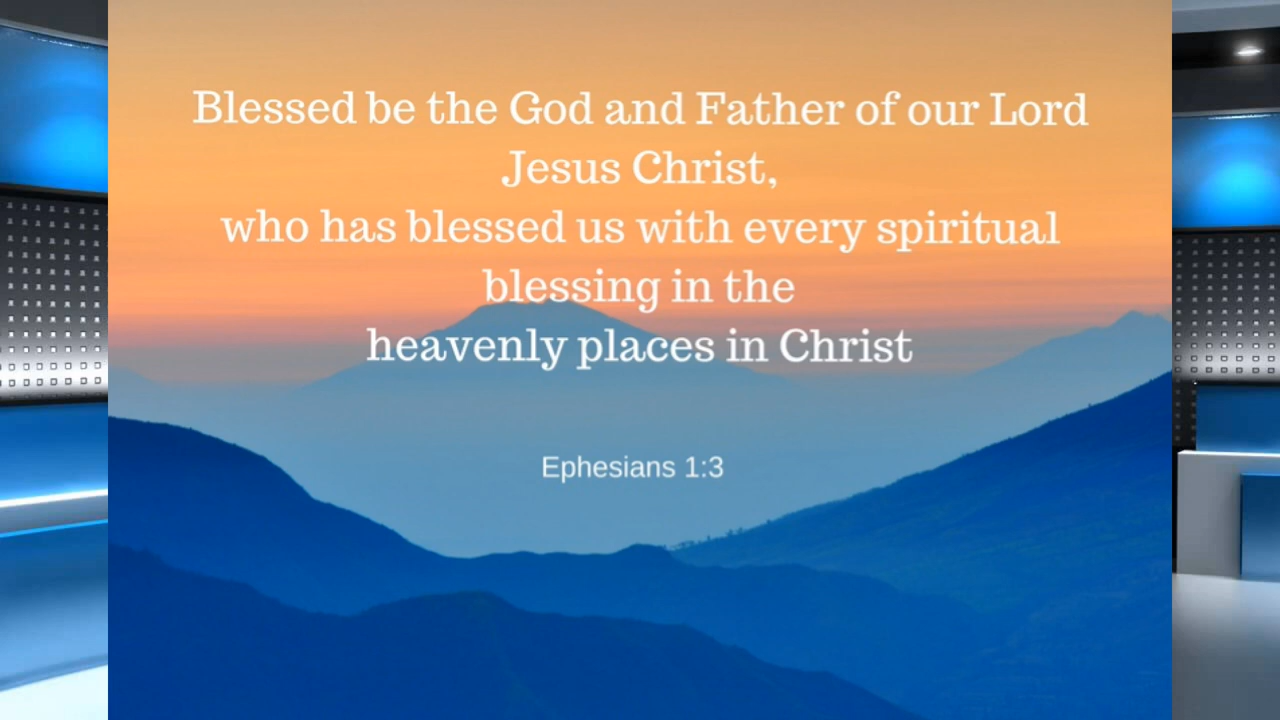 Blessed be the God and Father of our Lord
Jesus Christ,
who has blessed us with every spiritual
blessing in the
heavenly places in Christ
Ephesians 1:3